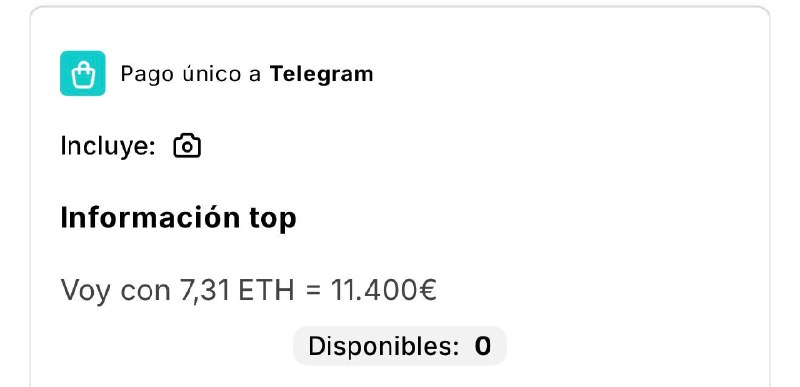 Pago único a Telegram
Incluye:
Información top
Voy con 7,31 ETH = 11.400€
Disponibles: 0